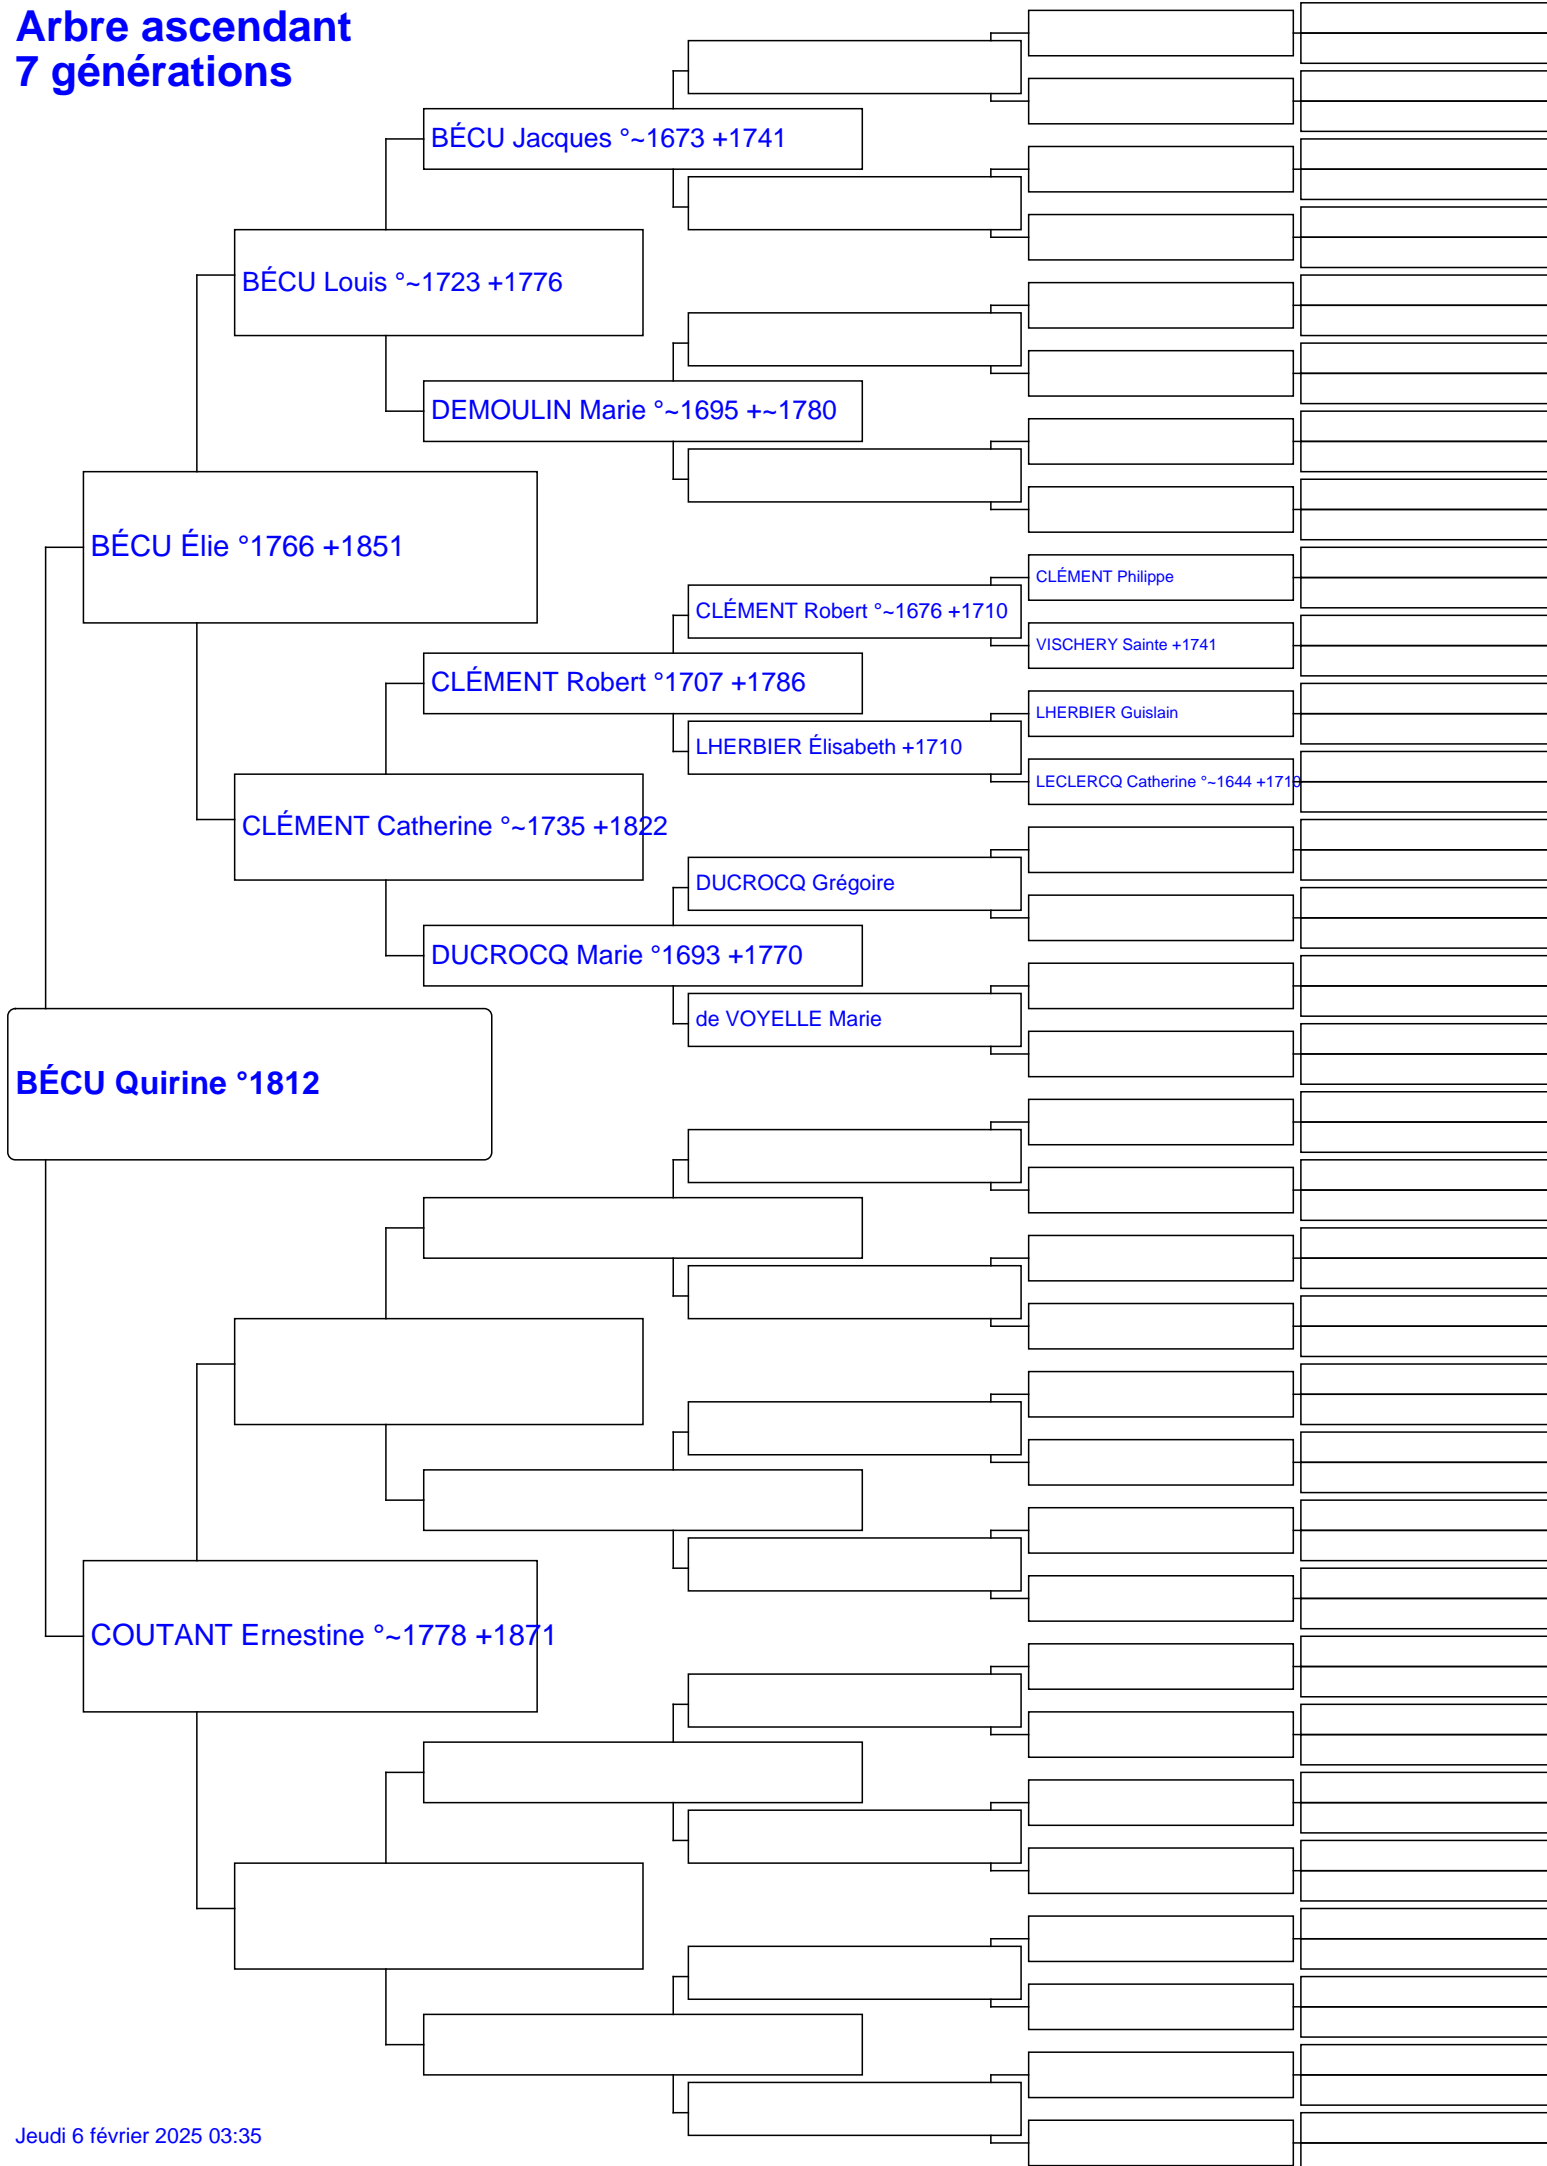 Arbre ascendant
7 générations
BÉCU Jacques °~1673 +1741
BÉCU Louis °~1723 +1776
DEMOULIN Marie °~1695 +~1780
BÉCU Élie °1766 +1851
CLÉMENT Philippe
CLÉMENT Robert °~1676 +1710
VISCHERY Sainte +1741
CLÉMENT Robert °1707 +1786
LHERBIER Guislain
LHERBIER Élisabeth +1710
LECLERCQ Catherine °~1644 +1710
CLÉMENT Catherine °~1735 +1822
DUCROCQ Grégoire
DUCROCQ Marie °1693 +1770
de VOYELLE Marie
BÉCU Quirine °1812
COUTANT Ernestine °~1778 +1871
Jeudi 6 février 2025 03:35